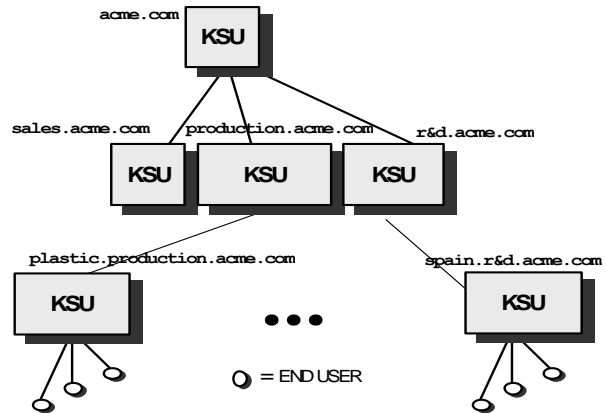 acme.com
KSU
sales.acme.com production.acme.com r&d.acme.com
KSU KSU KSU
plastic.production.acme.com spain.r&d.acme.com
KSU KSU
= END USER